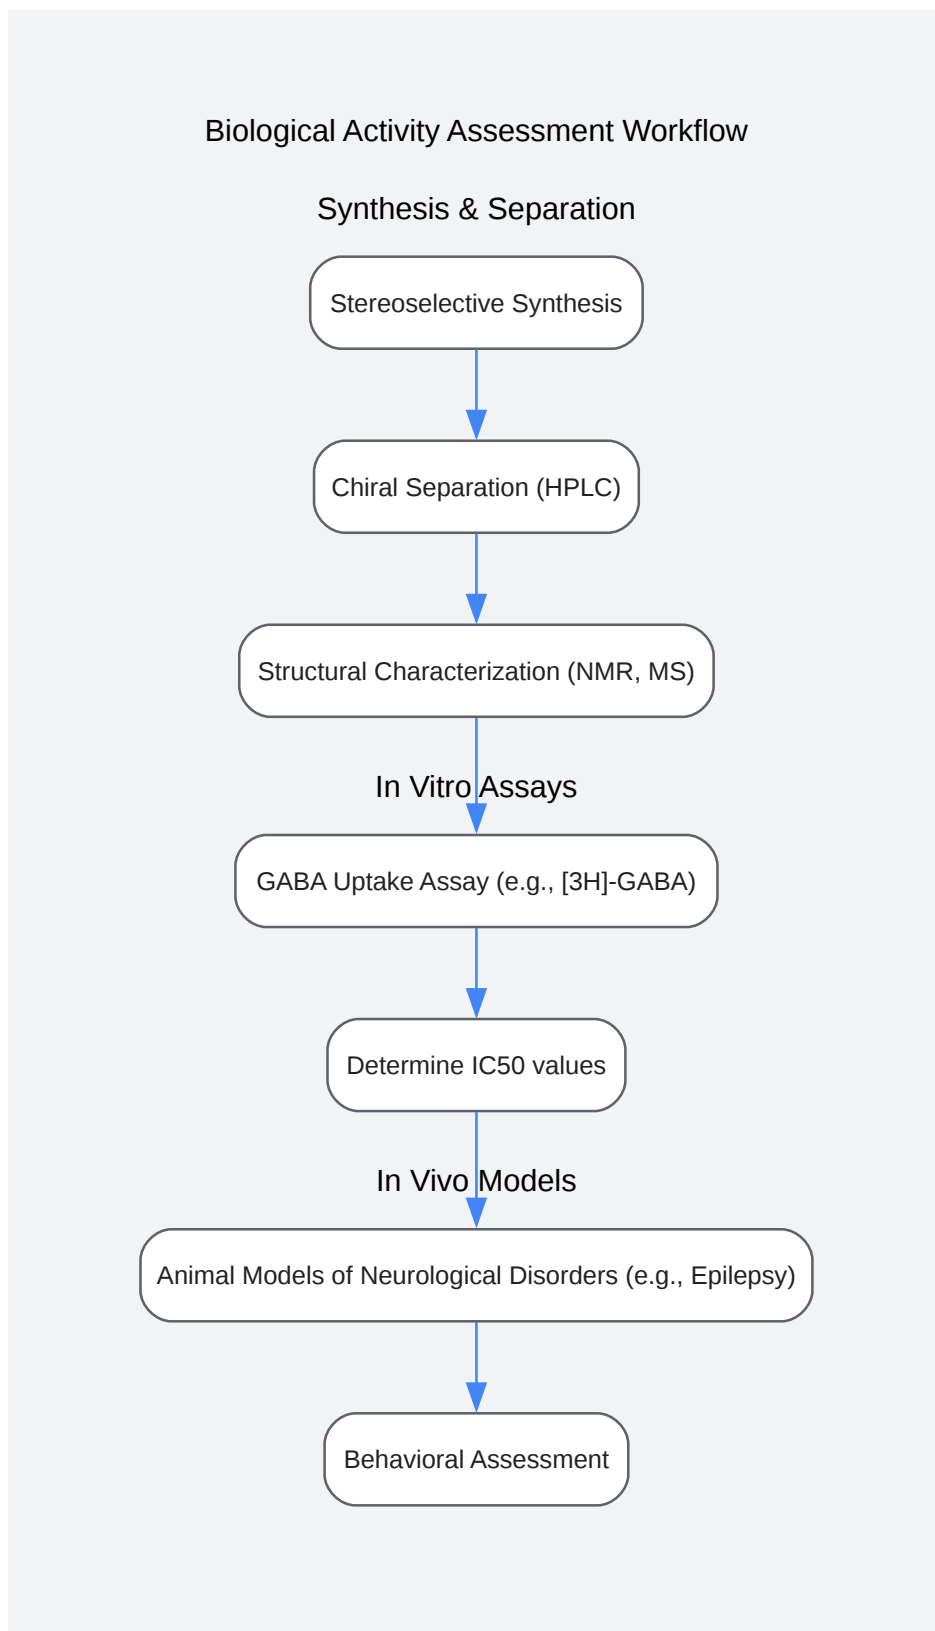 Biological Activity Assessment Workflow
Synthesis & Separation
Stereoselective Synthesis
Chiral Separation (HPLC)
Structural Characterization (NMR, MS)
In Vitro Assays
GABA Uptake Assay (e.g., [3H]-GABA)
Determine IC50 values
In Vivo Models
Animal Models of Neurological Disorders (e.g., Epilepsy)
Behavioral Assessment